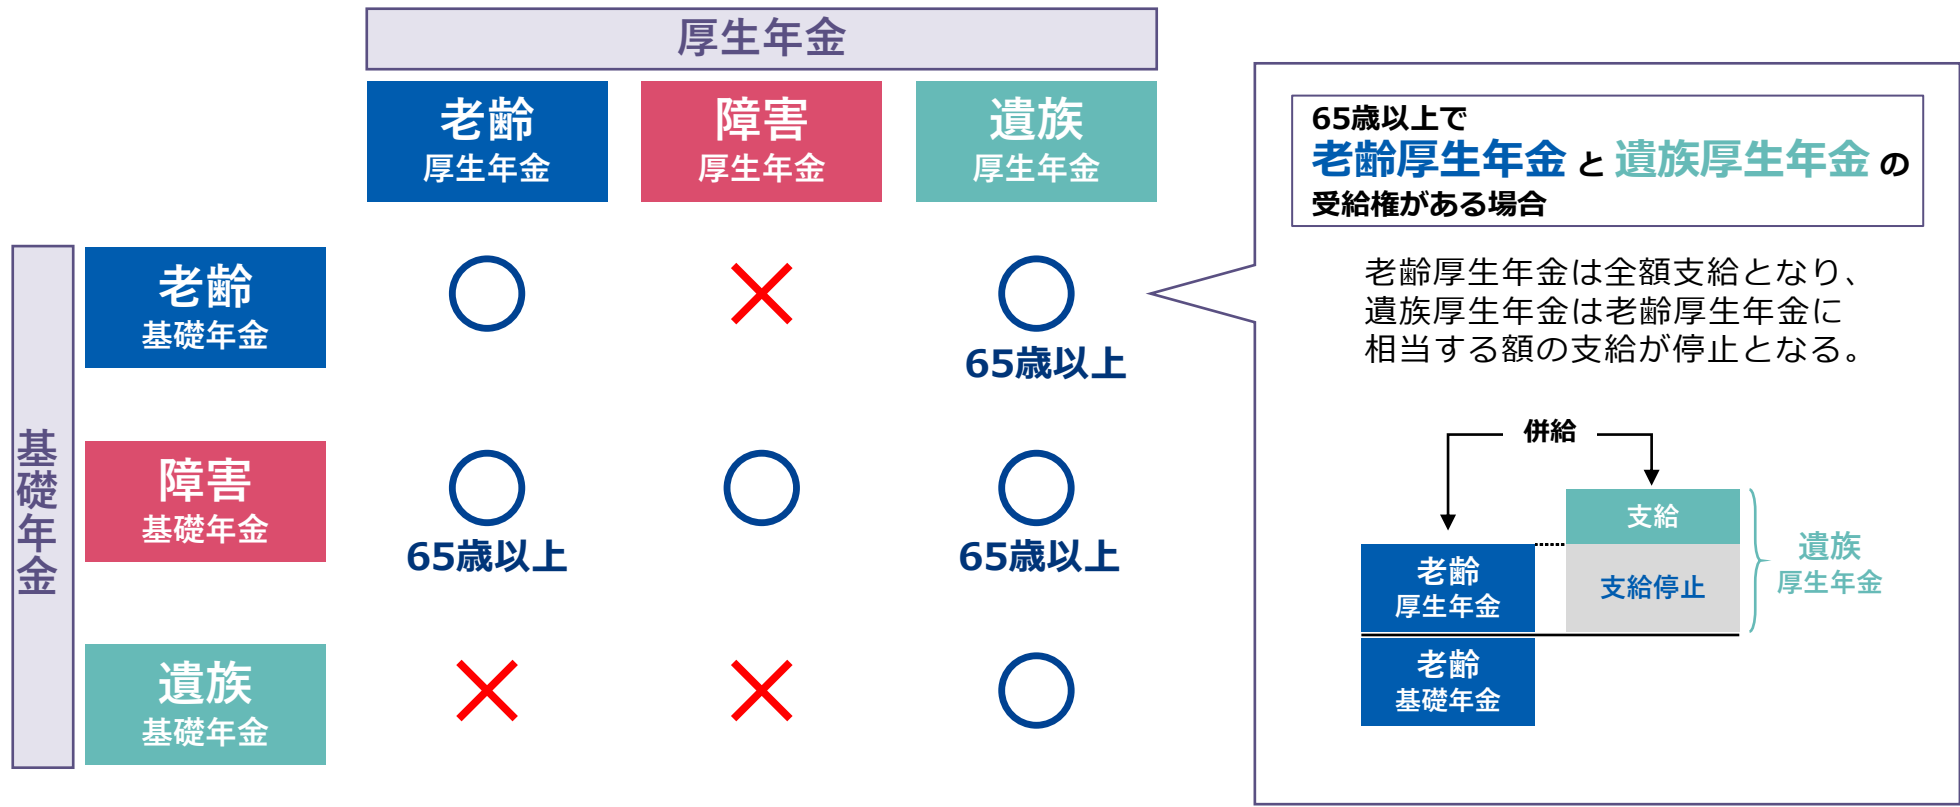 厚生年金
老齢
厚生年金
障害
厚生年金
遺族
厚生年金
基礎年金
老齢
基礎年金
65歳以上
障害
基礎年金
65歳以上
65歳以上
遺族
基礎年金
65歳以上で
老齢厚生年金 と 遺族厚生年金 の
受給権がある場合
老齢厚生年金は全額支給となり、
遺族厚生年金は老齢厚生年金に
相当する額の支給が停止となる。
併給
支給
支給停止
老齢
厚生年金
遺族
厚生年金
老齢
基礎年金